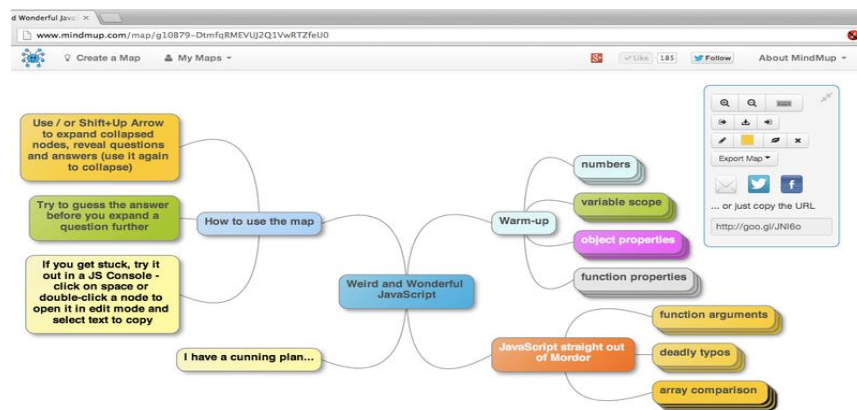 d Wonderful Java
www.mindmup.com/map/g10879-DtmfqRMEVUJ2Q1VwRTZfeU0
Create a Map
My Maps
Like
185
Follow
About MindMup
Use / or Shift+Up Arrow
to expand collapsed
nodes, reveal questions
and answers (use it again
to collapse)
Try to guess the answer
before you expand a
question further
If you get stuck, try it
out in a JS Console -
click on space or
double-click a node to
open it in edit mode and
select text to copy
How to use the map
I have a cunning plan...
Weird and Wonderful
JavaScript
Warm-up
numbers
variable scope
object properties
function properties
JavaScript straight out
of Mordor
function arguments
deadly typos
array comparison
Export Map
... or just copy the URL
http://goo.gl/JNI6o